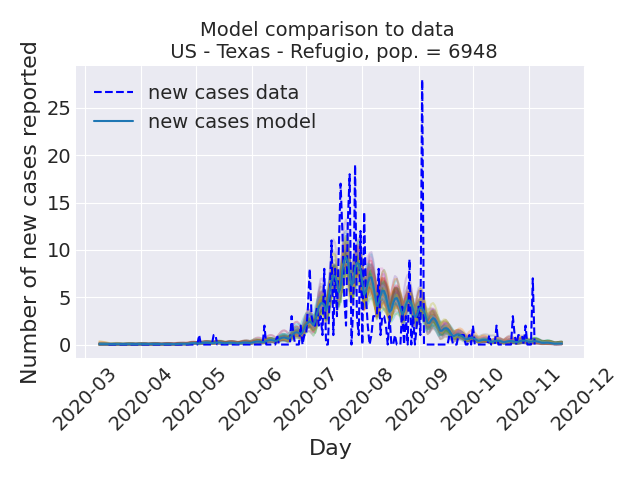 Model comparison to data
US - Texas - Refugio, pop. = 6948
Number of new cases reported
25
20
15
10
5
0
new cases data
new cases model
2020-03
2020-04
2020-05
2020-06
2020-07
2020-08
2020-09
2020-10
2020-11
2020-12
Day